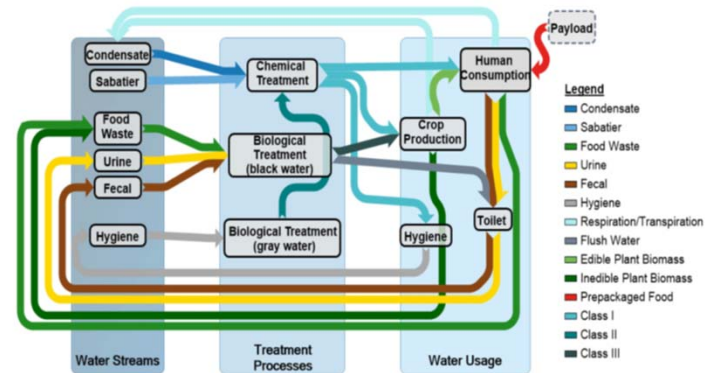 Payload
Condensate
Sabatier
Chemical
Treatment
Human
Consumption
Food
Waste
Urine
Fecal
Biological
Treatment
(black water)
Crop
Production
Toilet
Hygiene
Biological Treatment
(gray water)
Hygiene
Water Streams
Treatment
Processes
Water Usage
Legend
Condensate
Sabatier
Food Waste
Urine
Fecal
Hygiene
Respiration/Transpiration
Flush Water
Edible Plant Biomass
Inedible Plant Biomass
Prepackaged Food
Class I
Class II
Class III